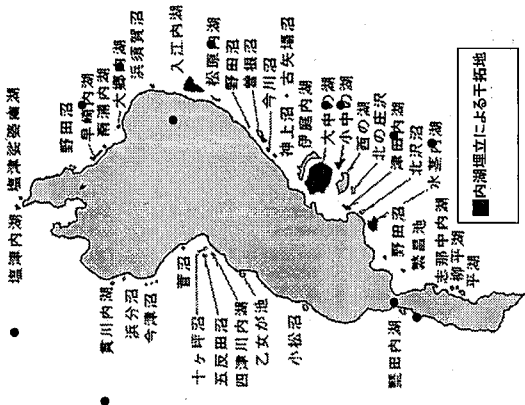 塩津内湖
塩津娑婆内湖
野田沼
早崎内湖
南浦内湖
大郷内湖
浜須賀沼
入江内湖
松原内湖
野田沼
曽根沼
今川沼
神上沼・古矢場沼
伊庭内湖
大中の湖
小中の湖
西の湖
北の庄沢
津田内湖
北沢沼
水茎内湖
野田沼
繁昌池
志那中内湖
柳平湖
平湖
貫川内湖
浜分沼
今津沼
菅沼
十ヶ坪沼
五反田沼
四津川内湖
乙女が池
小松沼
堅田内湖
内湖埋立による干拓地